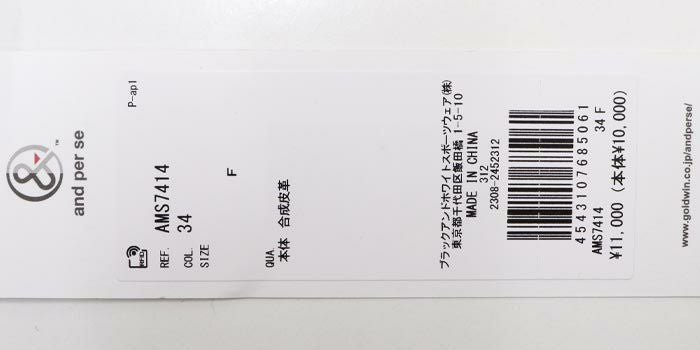 and per se
TM
P-apl
RFID
REF. AMS7414
COL. 34
SIZE F
QUA
本体 合成皮革
ブラックアンドホワイトスポーツウェア(株)
東京都千代田区飯田橋 1-5-10
MADE IN CHINA
312
2308-2452312
4543107685061
AMS7414 34 F
¥11,000 (本体¥10,000)
www.goldwin.co.jp/andperse/